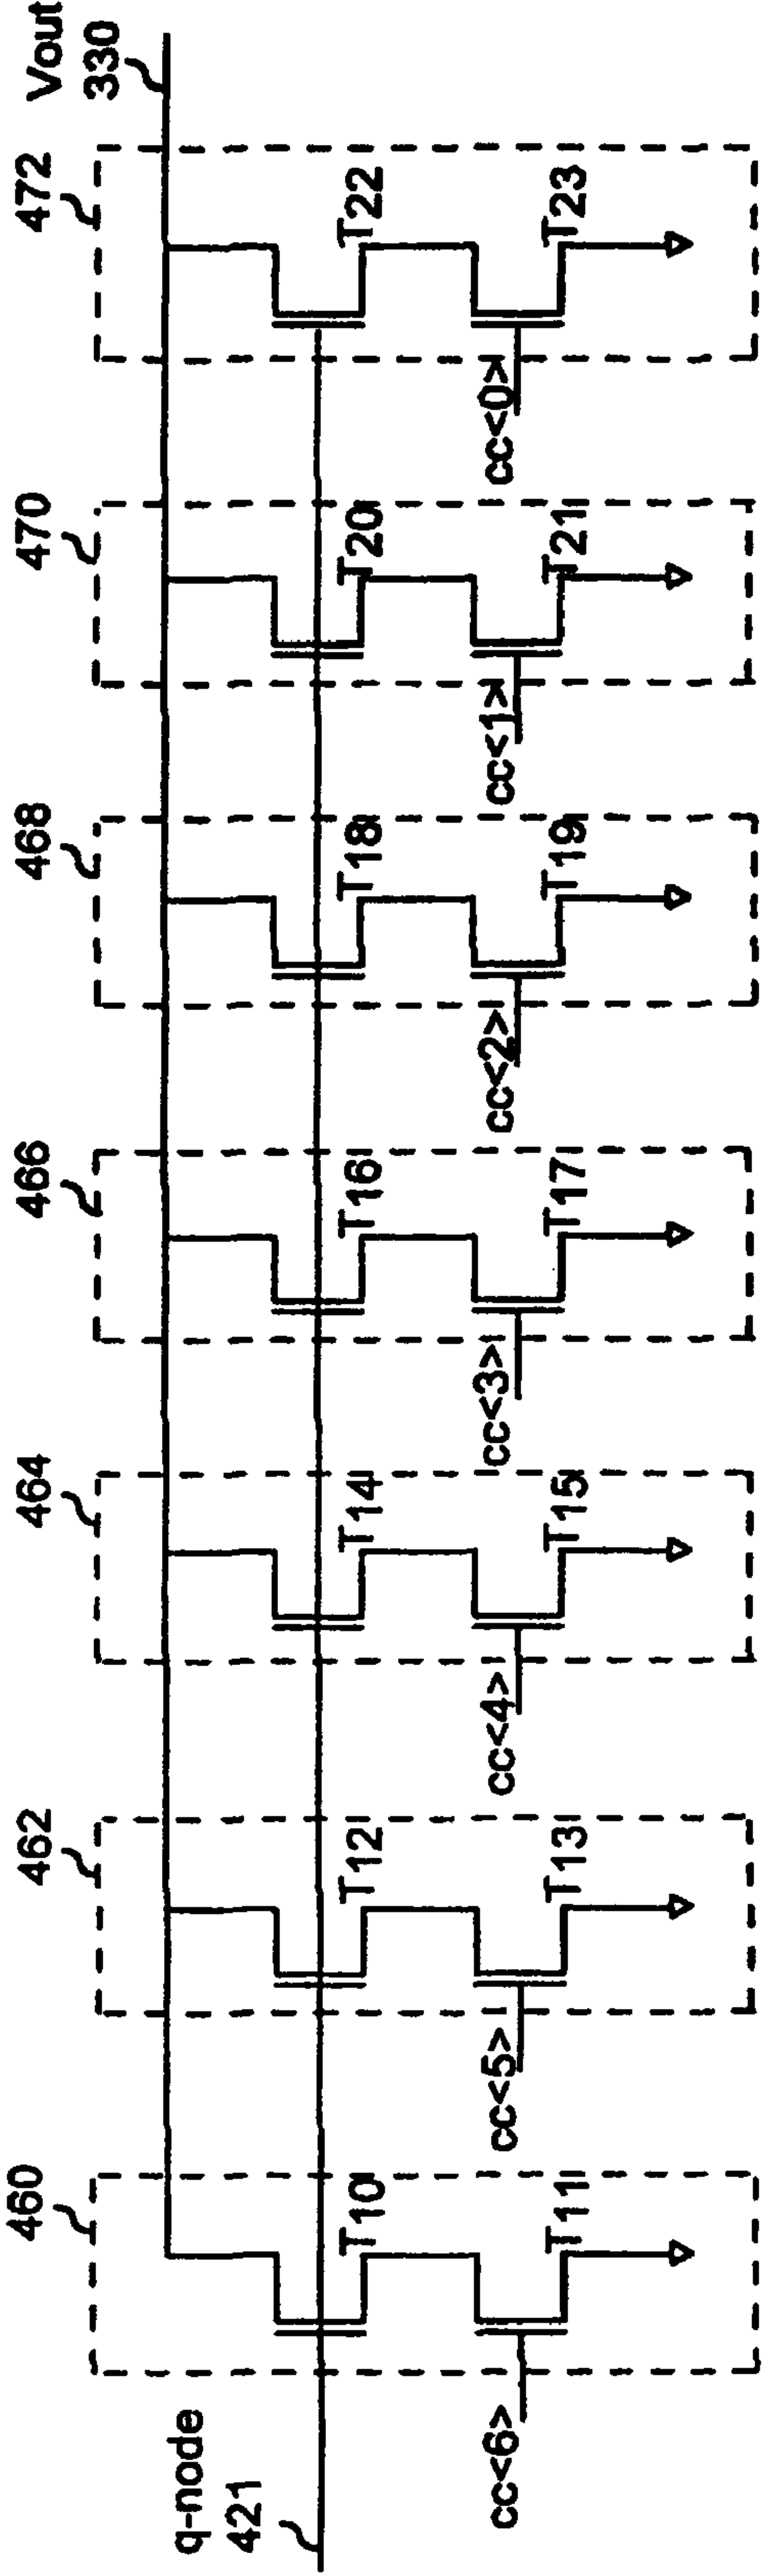 460
462
464
466
468
470
472
Vout
330
q-node
421
T10
T12
T14
T16
T18
T20
T22
T11
T13
T15
T17
T19
T21
T23
cc<6>
cc<5>
cc<4>
cc<3>
cc<2>
cc<1>
cc<0>